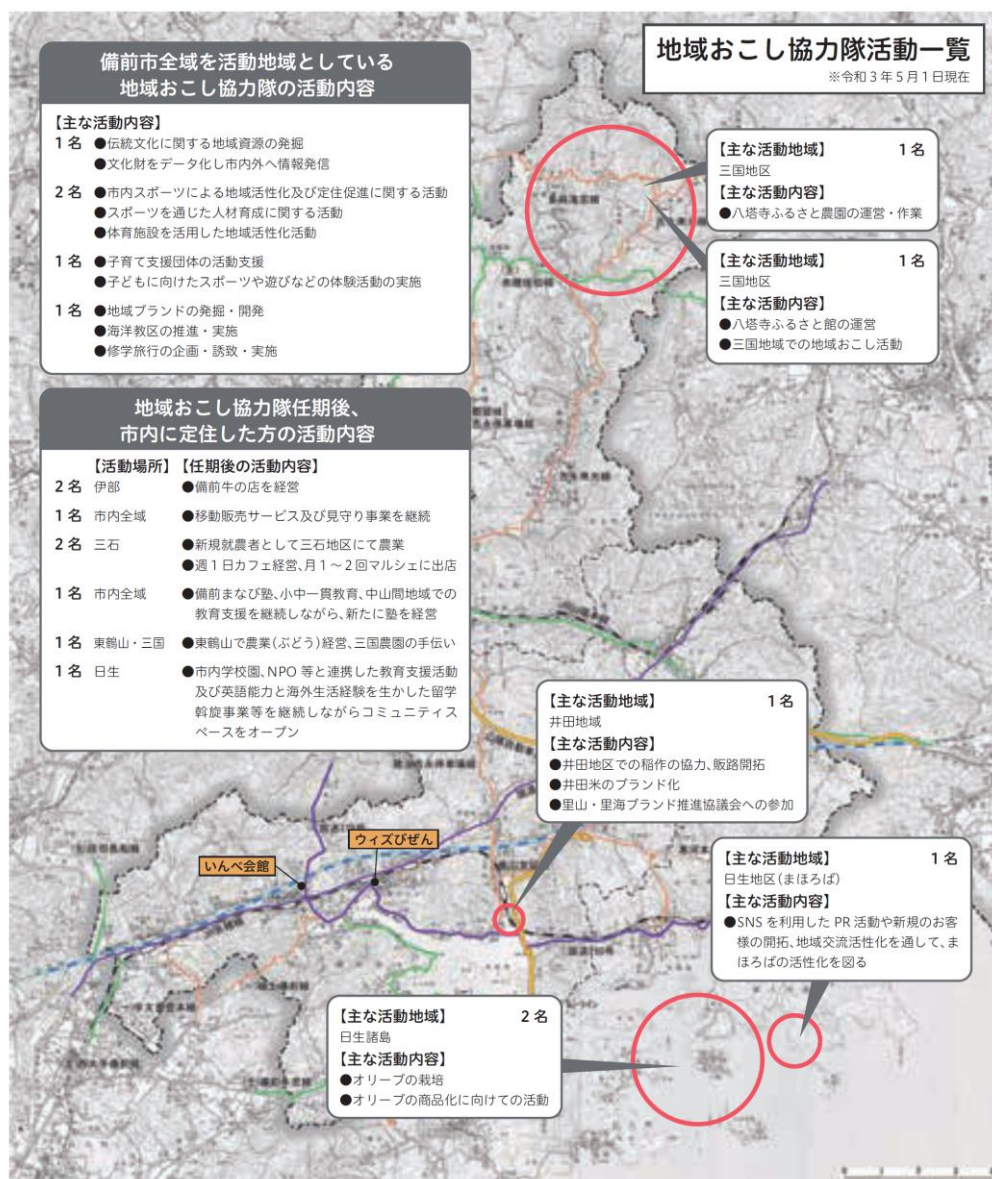 地域おこし協力隊活動一覧
※令和3年5月1日現在
備前市全域を活動地域としている
地域おこし協力隊の活動内容
【主な活動内容】
1名 ●伝統文化に関する地域資源の発掘
●文化財をデータ化し市内外へ情報発信
2名 ●市内スポーツによる地域活性化及び定住促進に関する活動
●スポーツを通じた人材育成に関する活動
●体育施設を活用した地域活性化活動
1名 ●子育て支援団体の活動支援
●子どもに向けたスポーツや遊びなどの体験活動の実施
1名 ●地域ブランドの発掘・開発
●海洋教区の推進・実施
●修学旅行の企画・誘致・実施
地域おこし協力隊任期後、
市内に定住した方の活動内容
【活動場所】 【任期後の活動内容】
2名 伊部 ●備前牛の店を経営
1名 市内全域 ●移動販売サービス及び見守り事業を継続
2名 三石 ●新規就農者として三石地区にて農業
●週1日カフェ経営、月1～2回マルシェに出店
1名 市内全域 ●備前まなび塾、小中一貫教育、中山間地域での
教育支援を継続しながら、新たに塾を経営
1名 東鶴山・三国 ●東鶴山で農業(ぶどう)経営、三国農園の手伝い
1名 日生 ●市内学校園、NPO等と連携した教育支援活動
及び英語能力と海外生活経験を生かした留学
斡旋事業等を継続しながらコミュニティス
ペースをオープン
【主な活動地域】 1名
三国地区
【主な活動内容】
●八塔寺ふるさと農園の運営・作業
【主な活動地域】 1名
三国地区
【主な活動内容】
●八塔寺ふるさと館の運営
●三国地域での地域おこし活動
【主な活動地域】 1名
井田地域
【主な活動内容】
●井田地区での稲作の協力、販路開拓
●井田米のブランド化
●里山・里海ブランド推進協議会への参加
ウィズびぜん
いんべ会館
【主な活動地域】 1名
日生地区(まほろば)
【主な活動内容】
●SNSを利用したPR活動や新規のお客
様の開拓、地域交流活性化を通して、ま
ほろばの活性化を図る
【主な活動地域】 2名
日生諸島
【主な活動内容】
●オリーブの栽培
●オリーブの商品化に向けての活動